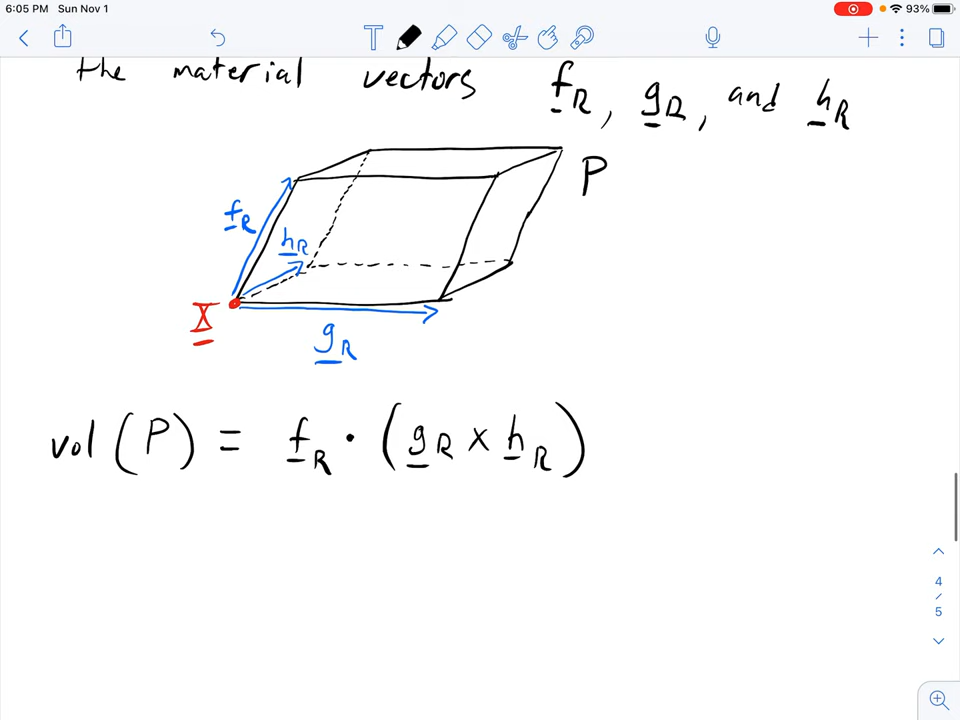 6:05 PM Sun Nov 1 93%
T
the material vectors f_R, g_R, and h_R
P
f_R
h_R
X
g_R
vol (P) = f_R · (g_R × h_R)
4
/
5